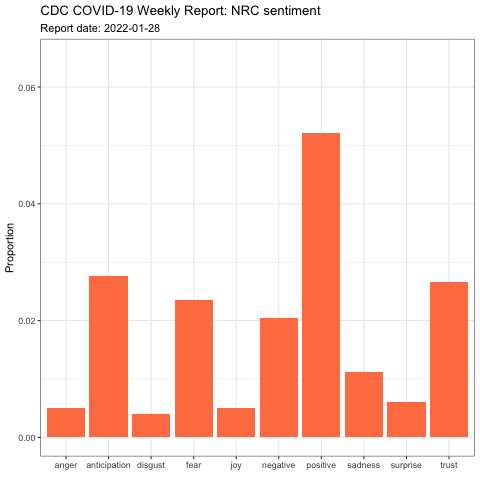 CDC COVID-19 Weekly Report: NRC sentiment
Report date: 2022-01-28
Proportion
0.06
0.04
0.02
0.00
anger anticipation disgust fear joy negative positive sadness surprise trust